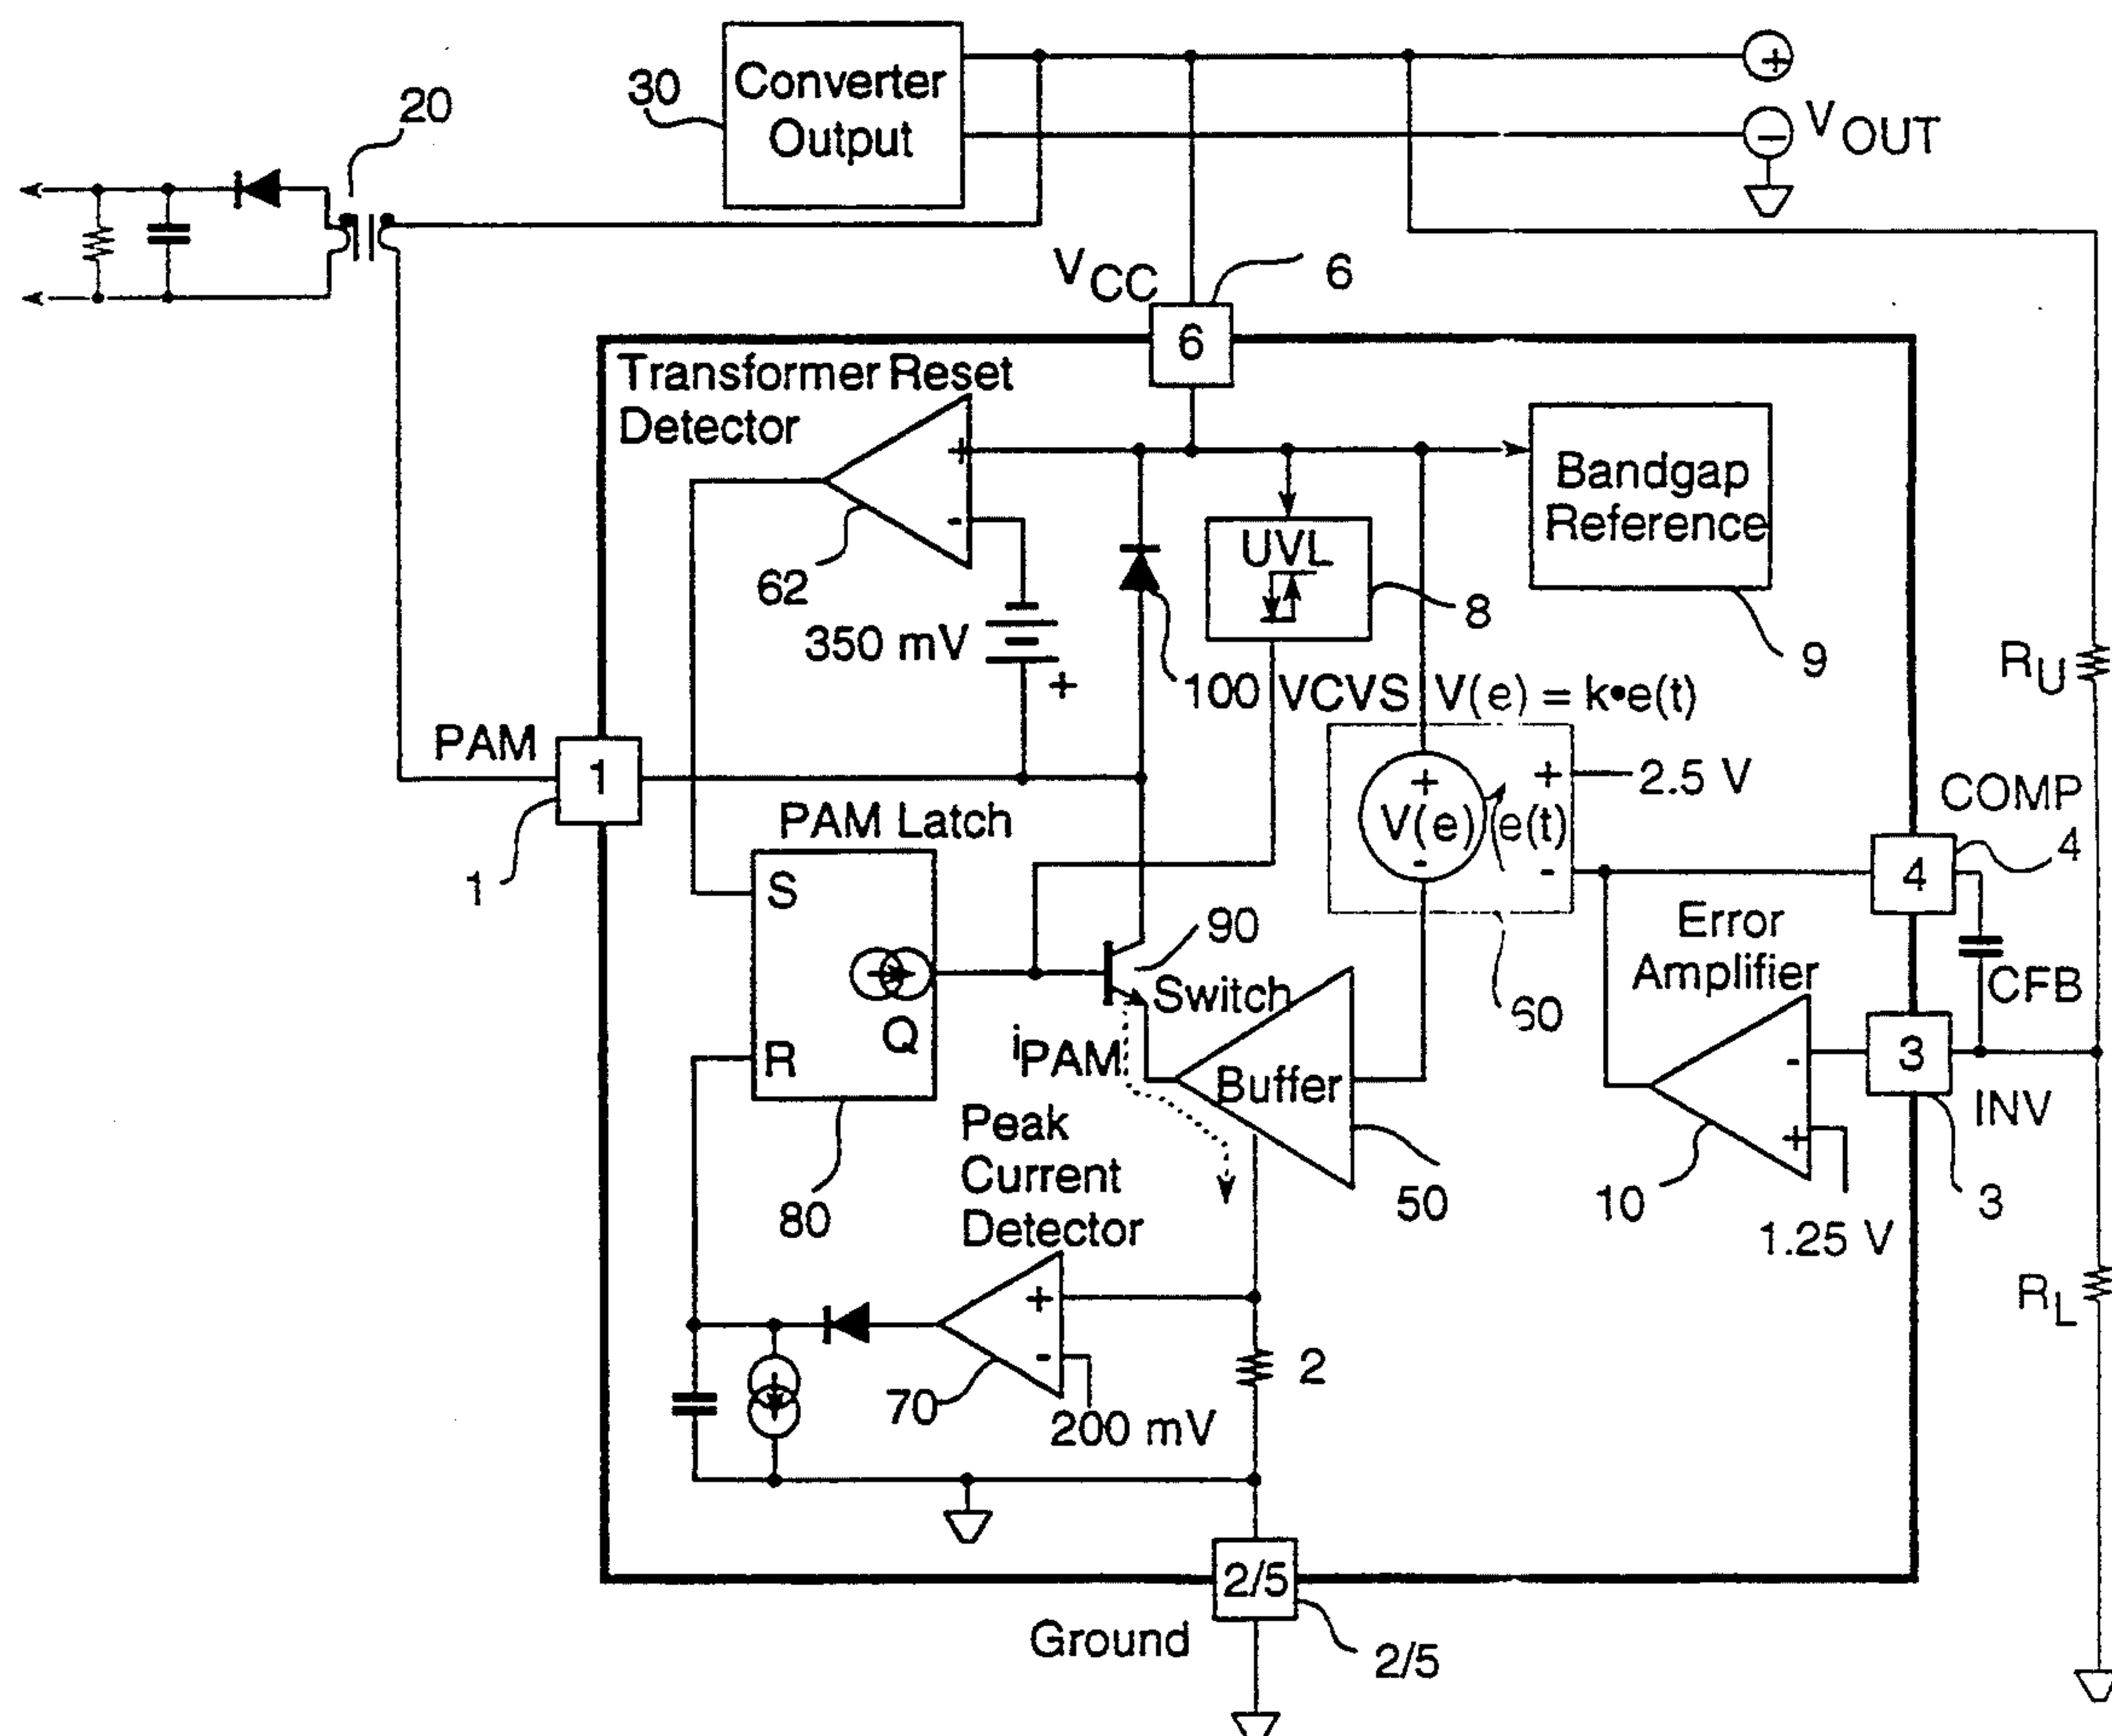 30
Converter
Output
+
−
VOUT
20
VCC
6
6
Transformer Reset
Detector
+
-
62
350 mV
+
UVL
8
Bandgap
Reference
9
100
VCVS V(e) = k•e(t)
RU
PAM
1
1
+
V(e)
-
e(t)
+
2.5 V
-
COMP
4
4
PAM Latch
S
Q
R
80
90
Switch
iPAM
Buffer
50
Error
Amplifier
10
-
+
1.25 V
CFB
3
INV
3
Peak
Current
Detector
+
-
70
200 mV
2
RL
2/5
Ground
2/5